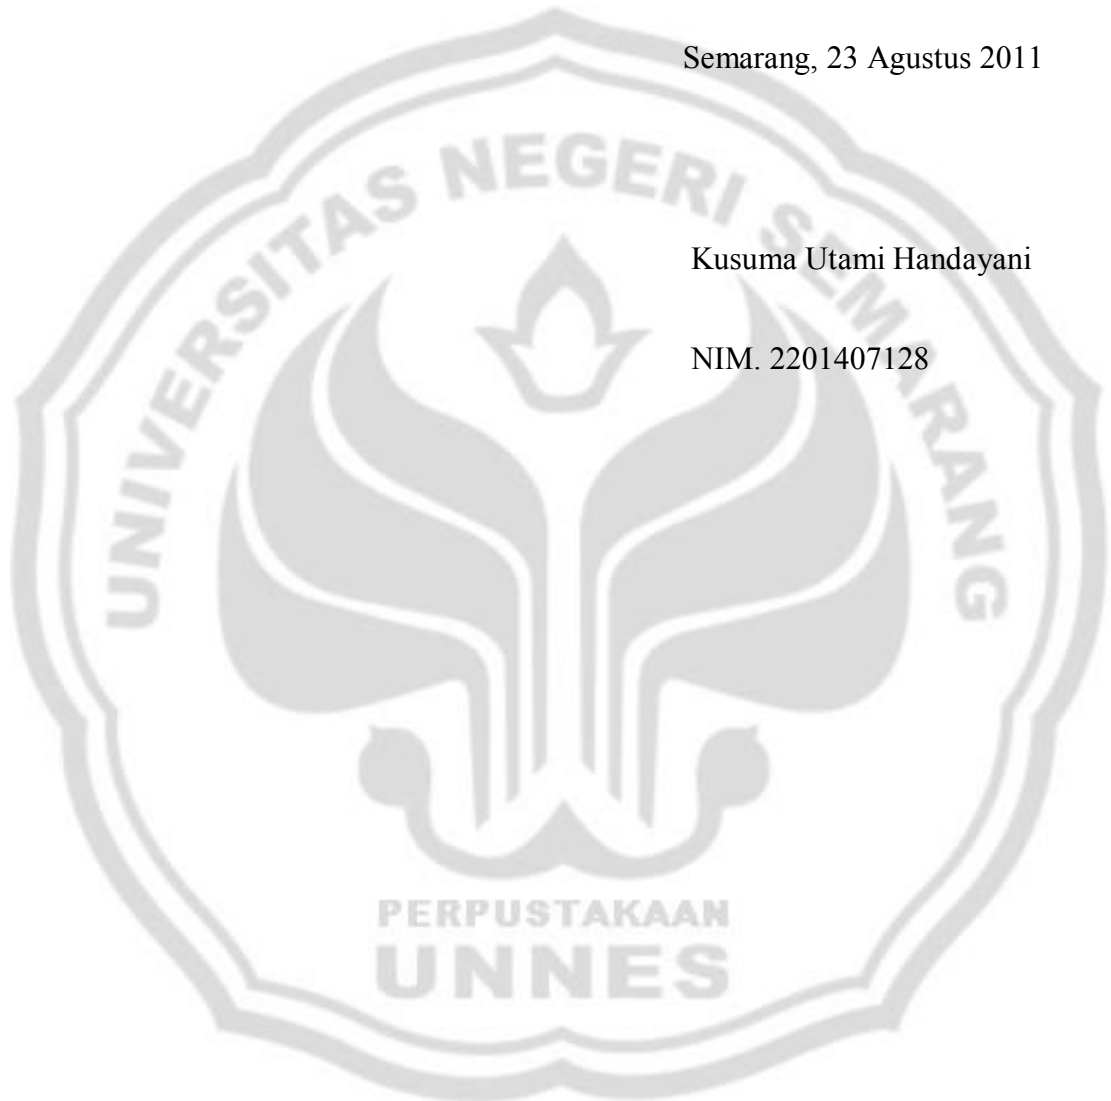 Semarang, 23 Agustus 2011
UNIVERSITAS NEGERI SEMARANG
Kusuma Utami Handayani
NIM. 2201407128
PERPUSTAKAAN
UNNES